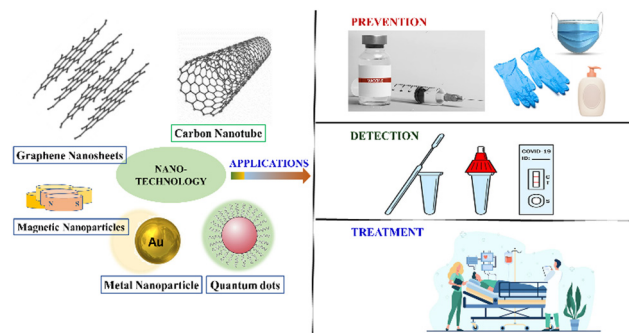 Carbon Nanotube
Graphene Nanosheets
NANO-
TECHNOLOGY
APPLICATIONS
N S
Magnetic Nanoparticles
Au
Metal Nanoparticle
Quantum dots
PREVENTION
DETECTION
COVID-19
ID:
C
T
S
TREATMENT